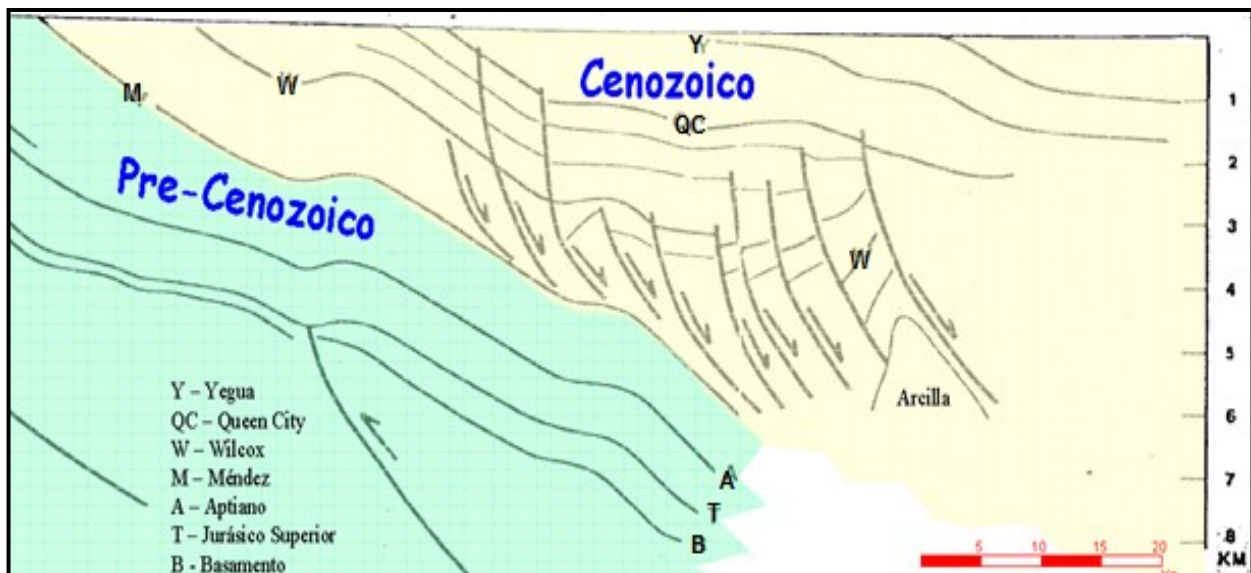 Y
Cenozoico
W
M
QC
Pre-Cenozoico
W
Arcilla
A
T
B
Y – Yegua
QC – Queen City
W – Wilcox
M – Méndez
A – Aptiano
T – Jurásico Superior
B - Basamento
1
2
3
4
5
6
7
8
KM
5 10 15 20